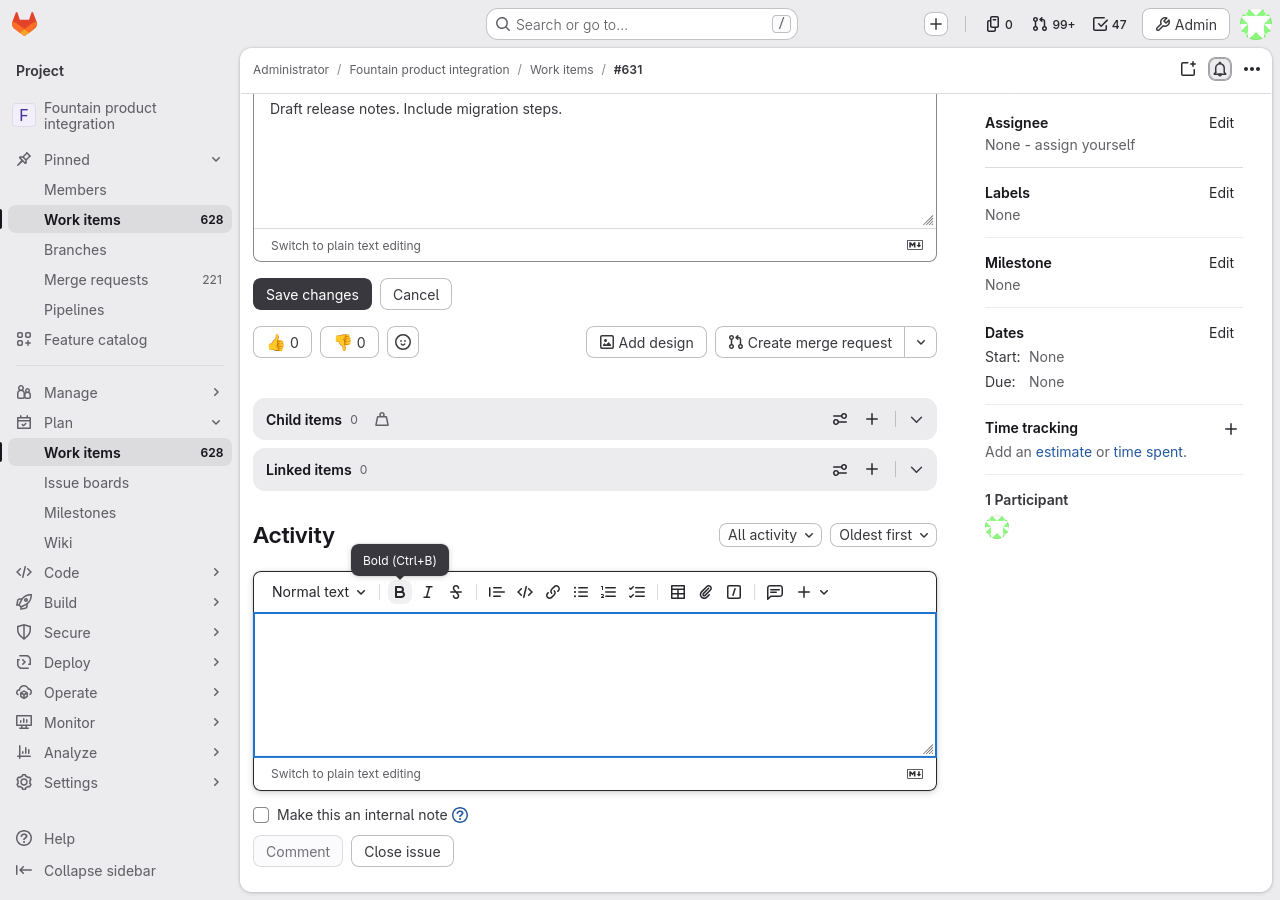 Search or go to...
/
0
99+
47
Admin
Project
F
Fountain product integration
Pinned
Members
Work items 628
Branches
Merge requests 221
Pipelines
Feature catalog
Manage
Plan
Work items 628
Issue boards
Milestones
Wiki
Code
Build
Secure
Deploy
Operate
Monitor
Analyze
Settings
Help
Collapse sidebar
Administrator / Fountain product integration / Work items / #631
Draft release notes. Include migration steps.
Switch to plain text editing
Save changes
Cancel
👍 0
👎 0
Add design
Create merge request
Child items 0
Linked items 0
Activity
All activity
Oldest first
Bold (Ctrl+B)
Normal text
Switch to plain text editing
Make this an internal note
Comment
Close issue
Assignee Edit
None - assign yourself
Labels Edit
None
Milestone Edit
None
Dates Edit
Start: None
Due: None
Time tracking
Add an estimate or time spent.
1 Participant